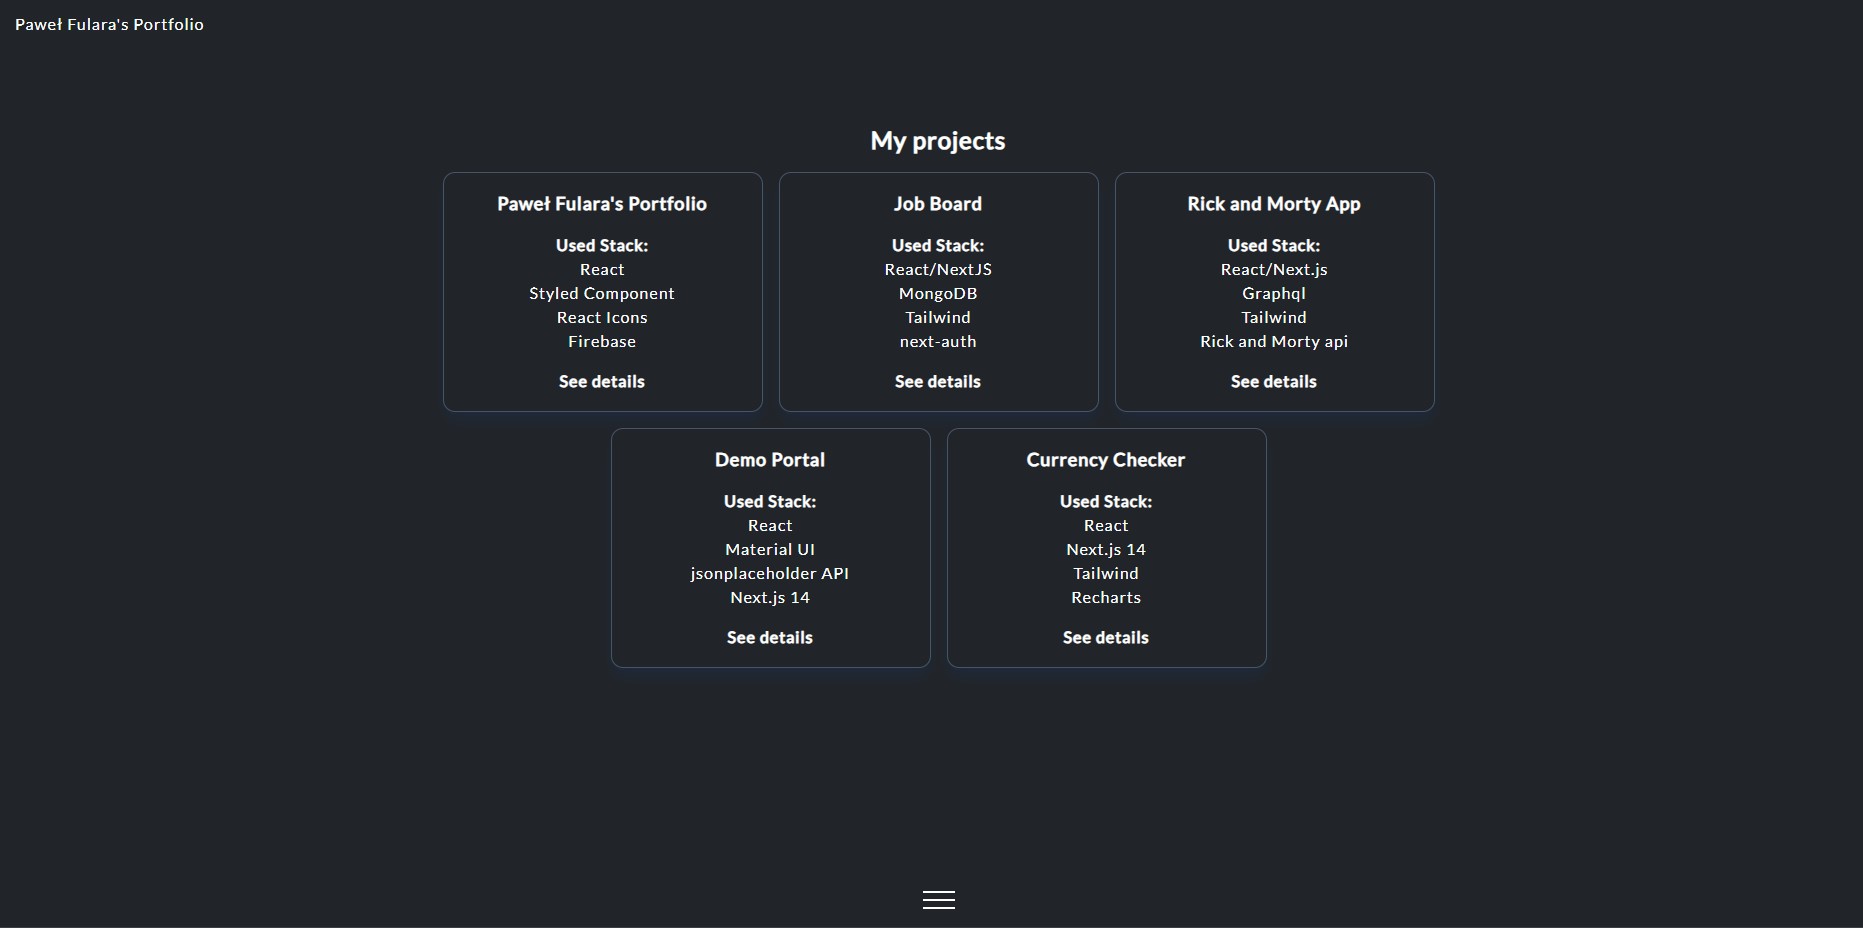 Paweł Fulara's Portfolio
My projects
Paweł Fulara's Portfolio
Used Stack:
React
Styled Component
React Icons
Firebase
See details
Job Board
Used Stack:
React/NextJS
MongoDB
Tailwind
next-auth
See details
Rick and Morty App
Used Stack:
React/Next.js
Graphql
Tailwind
Rick and Morty api
See details
Demo Portal
Used Stack:
React
Material UI
jsonplaceholder API
Next.js 14
See details
Currency Checker
Used Stack:
React
Next.js 14
Tailwind
Recharts
See details